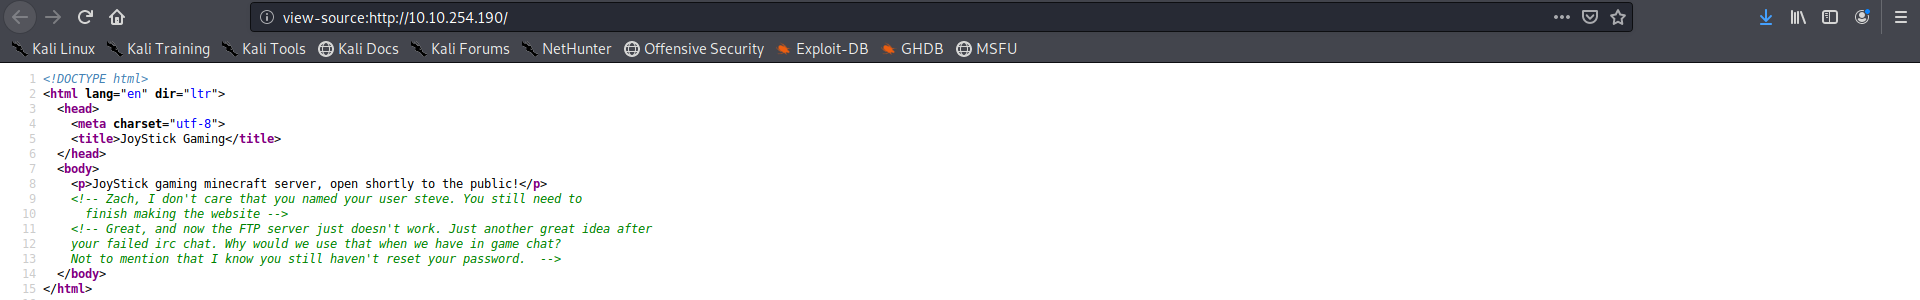 view-source:http://10.10.254.190/
Kali Linux Kali Training Kali Tools Kali Docs Kali Forums NetHunter Offensive Security Exploit-DB GHDB MSFU
1 <!DOCTYPE html>
2 <html lang="en" dir="ltr">
3 <head>
4 <meta charset="utf-8">
5 <title>JoyStick Gaming</title>
6 </head>
7 <body>
8 <p>JoyStick gaming minecraft server, open shortly to the public!</p>
9 <!-- Zach, I don't care that you named your user steve. You still need to
10 finish making the website -->
11 <!-- Great, and now the FTP server just doesn't work. Just another great idea after
12 your failed irc chat. Why would we use that when we have in game chat?
13 Not to mention that I know you still haven't reset your password. -->
14 </body>
15 </html>